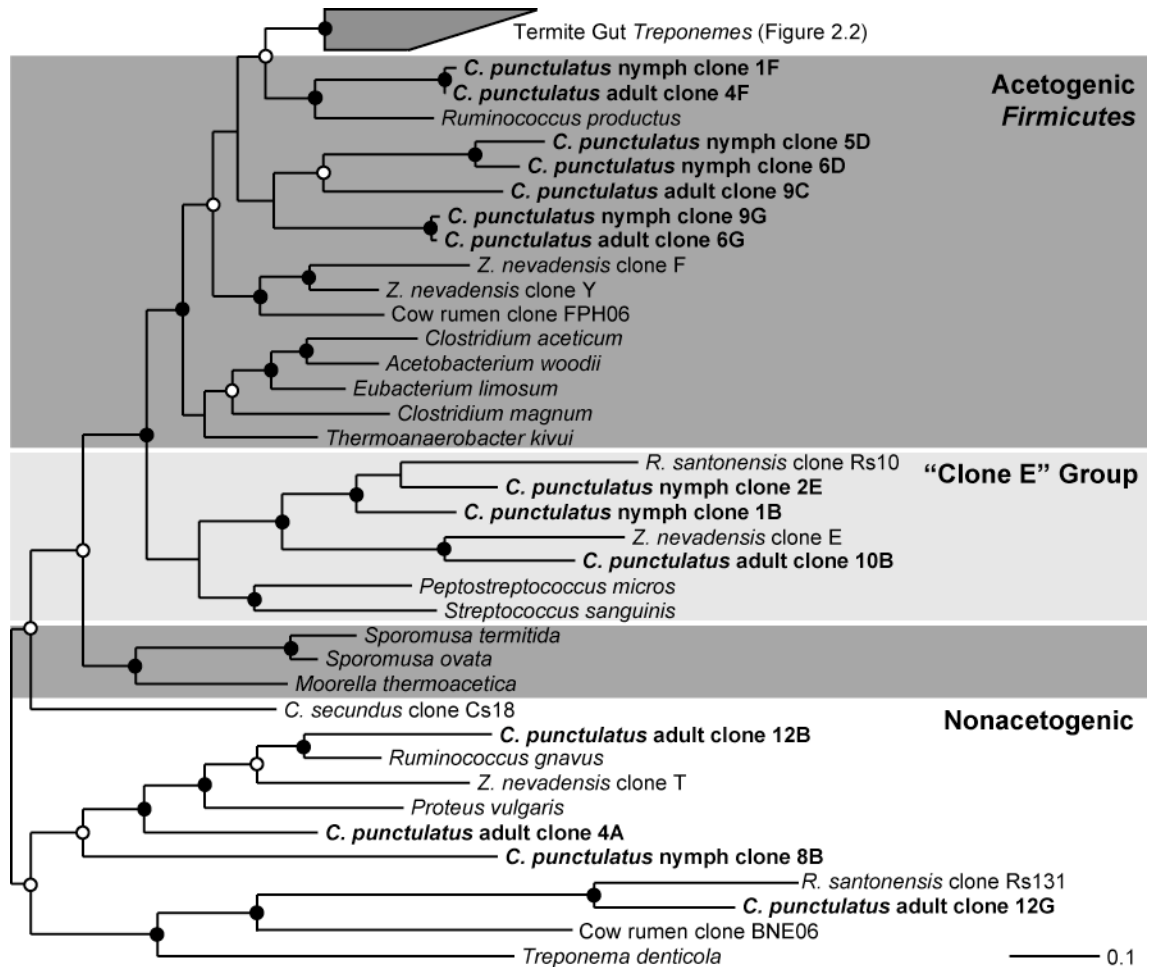 Termite Gut Treponemes (Figure 2.2)
Acetogenic
Firmicutes
C. punctulatus nymph clone 1F
C. punctulatus adult clone 4F
Ruminococcus productus
C. punctulatus nymph clone 5D
C. punctulatus nymph clone 6D
C. punctulatus adult clone 9C
C. punctulatus nymph clone 9G
C. punctulatus adult clone 6G
Z. nevadensis clone F
Z. nevadensis clone Y
Cow rumen clone FPH06
Clostridium aceticum
Acetobacterium woodii
Eubacterium limosum
Clostridium magnum
Thermoanaerobacter kivui
R. santonensis clone Rs10
“Clone E” Group
C. punctulatus nymph clone 2E
C. punctulatus nymph clone 1B
Z. nevadensis clone E
C. punctulatus adult clone 10B
Peptostreptococcus micros
Streptococcus sanguinis
Sporomusa termitida
Sporomusa ovata
Moorella thermoacetica
C. secundus clone Cs18
Nonacetogenic
C. punctulatus adult clone 12B
Ruminococcus gnavus
Z. nevadensis clone T
Proteus vulgaris
C. punctulatus adult clone 4A
C. punctulatus nymph clone 8B
R. santonensis clone Rs131
C. punctulatus adult clone 12G
Cow rumen clone BNE06
Treponema denticola
0.1